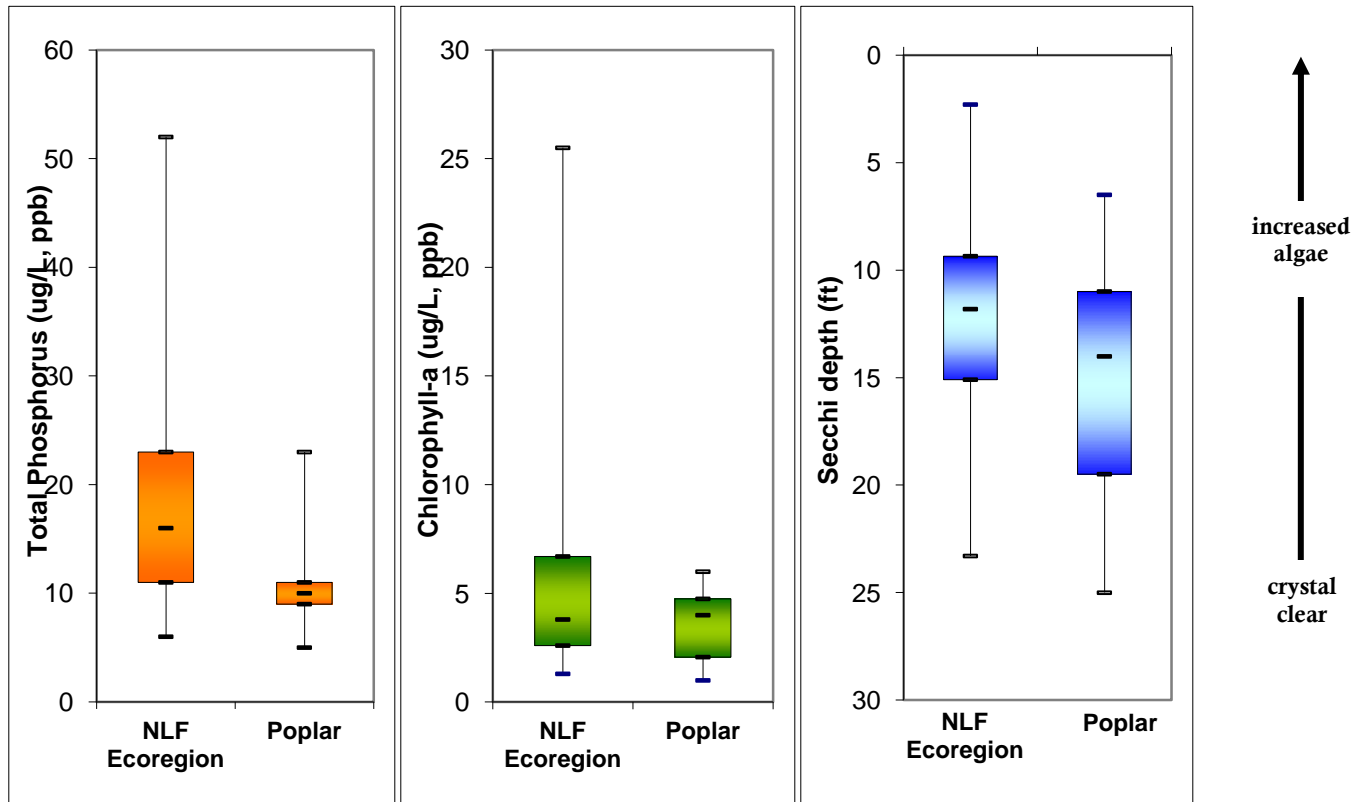 Total Phosphorus (ug/L, ppb)
60
50
40
30
20
10
0
NLF
Ecoregion
Poplar
Chlorophyll-a (ug/L, ppb)
30
25
20
15
10
5
0
NLF
Ecoregion
Poplar
Secchi depth (ft)
0
5
10
15
20
25
30
NLF
Ecoregion
Poplar
increased
algae
crystal
clear